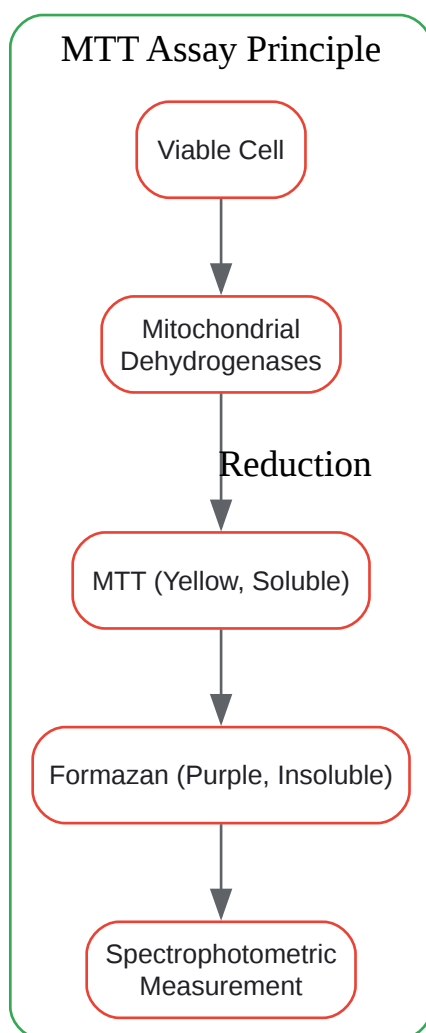 MTT Assay Principle
Viable Cell
Mitochondrial
Dehydrogenases
Reduction
MTT (Yellow, Soluble)
Formazan (Purple, Insoluble)
Spectrophotometric
Measurement